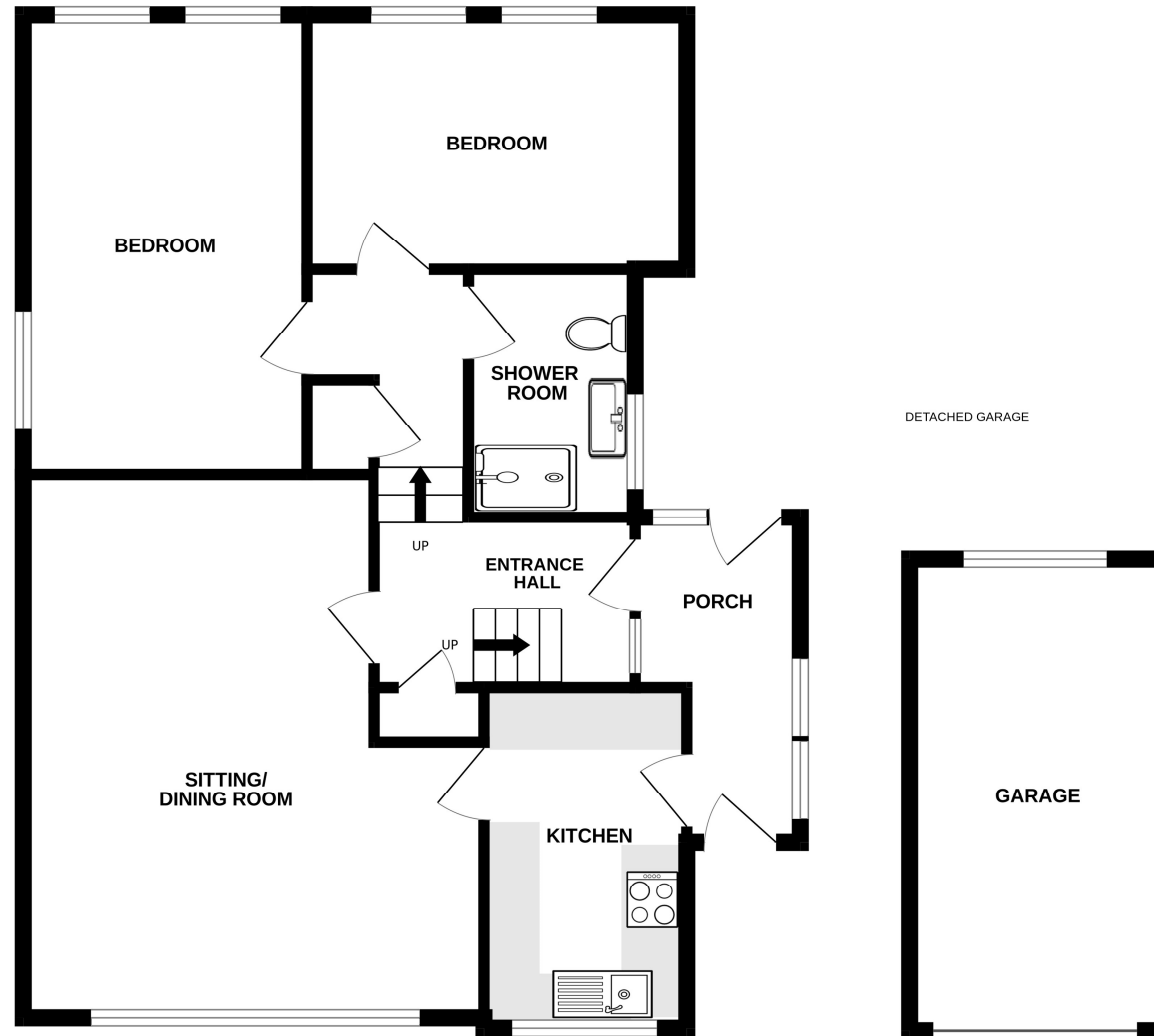 BEDROOM
BEDROOM
SHOWER
ROOM
DETACHED GARAGE
UP
ENTRANCE
HALL
PORCH
UP
SITTING/
DINING ROOM
GARAGE
KITCHEN